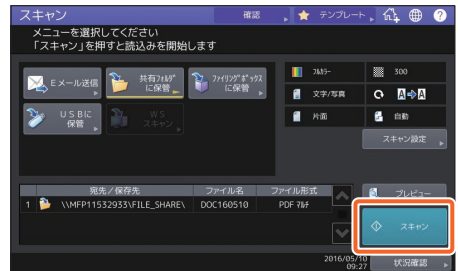 スキャン
確認
テンプレート
メニューを選択してください
「スキャン」を押すと読込みを開始します
Eメール送信
共有フォルダ
に保管
ファイリングボックス
に保管
USBに
保管
WS
スキャン
フルカラー
300
文字/写真
A A
片面
自動
スキャン設定
宛先/保存先 ファイル名 ファイル形式
1 \\MFP11532933\FILE_SHARE\ DOC160510 PDF マルチ
プレビュー
スキャン
2016/05/10
09:27
状況確認